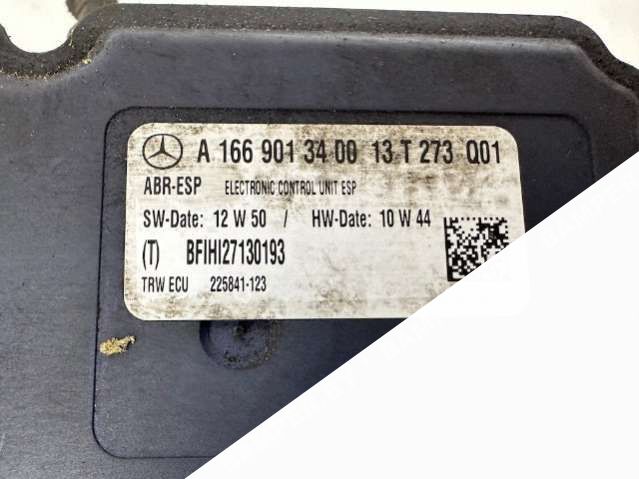 A 166 901 34 00 13 T 273 Q01
ABR-ESP ELECTRONIC CONTROL UNIT ESP
SW-Date: 12 W 50 / HW-Date: 10 W 44
(T) BFIHI27130193
TRW ECU 225841-123